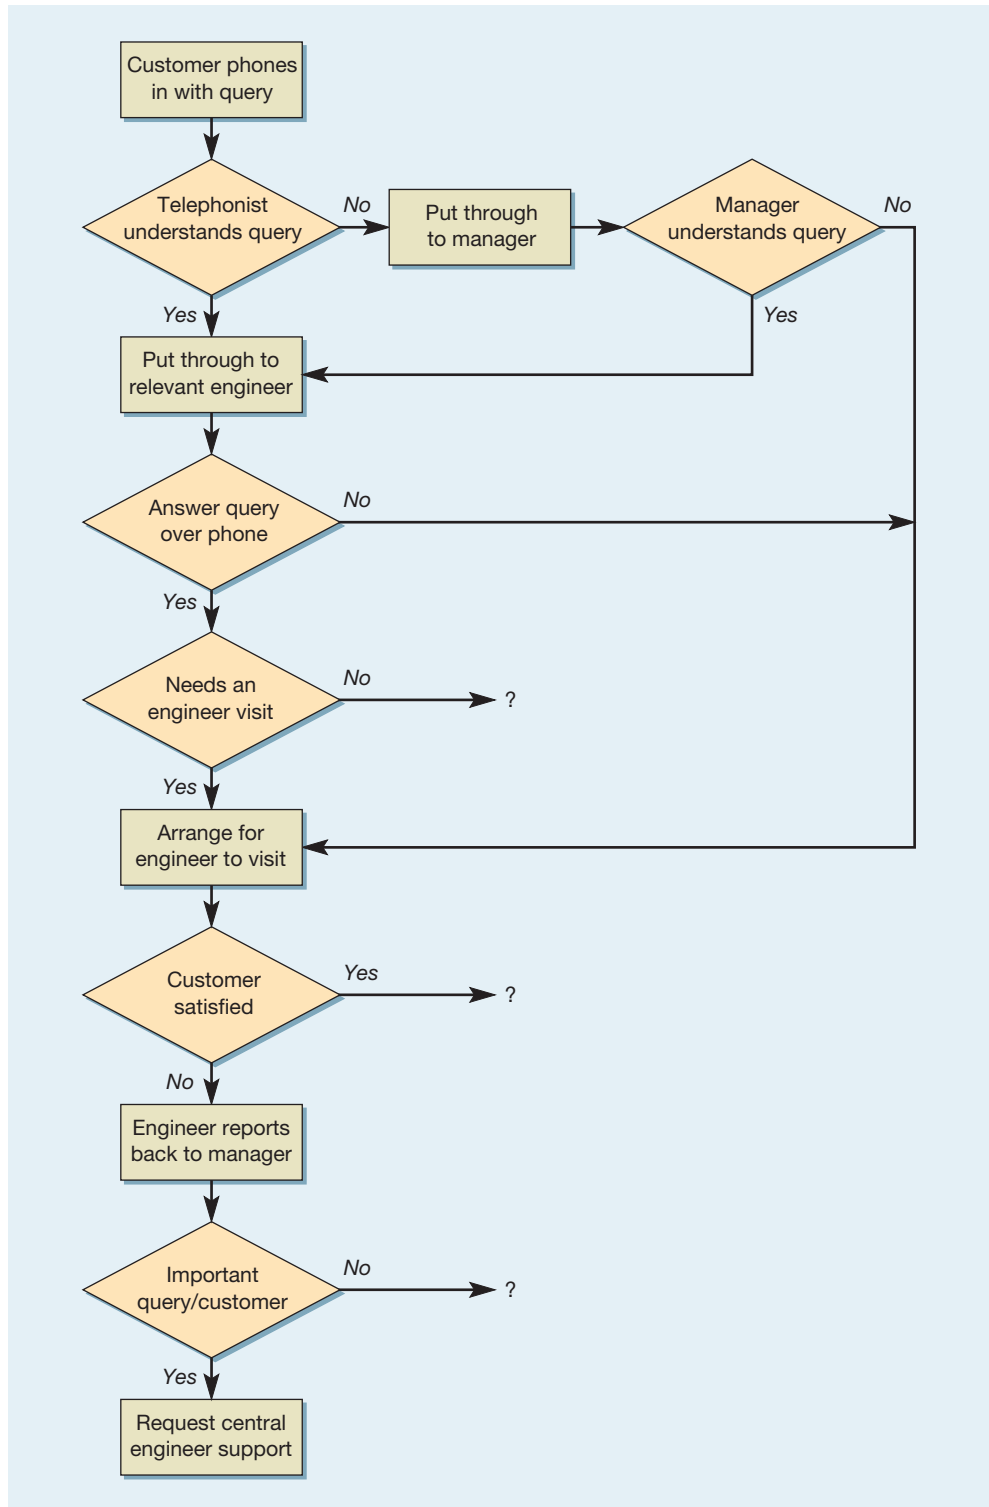 Customer phones
in with query
Telephonist
understands query
No
Put through
to manager
Manager
understands query
No
Yes
Yes
Put through to
relevant engineer
Answer query
over phone
No
Yes
Needs an
engineer visit
No
?
Yes
Arrange for
engineer to visit
Customer
satisfied
Yes
?
No
Engineer reports
back to manager
Important
query/customer
No
?
Yes
Request central
engineer support